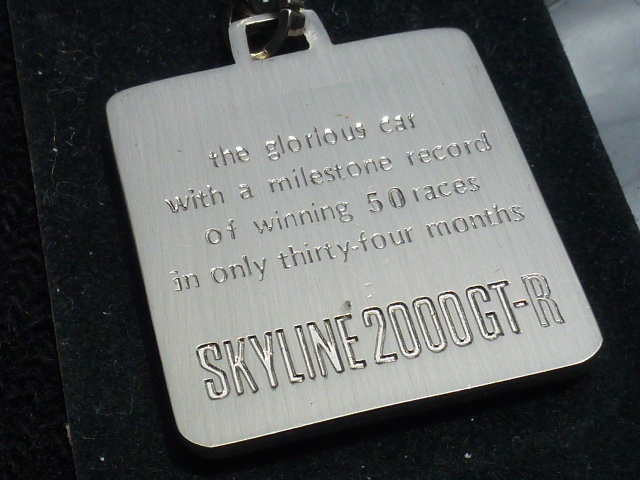 the glorious car
with a milestone record
of winning 50 races
in only thirty-four months
SKYLINE 2000GT-R